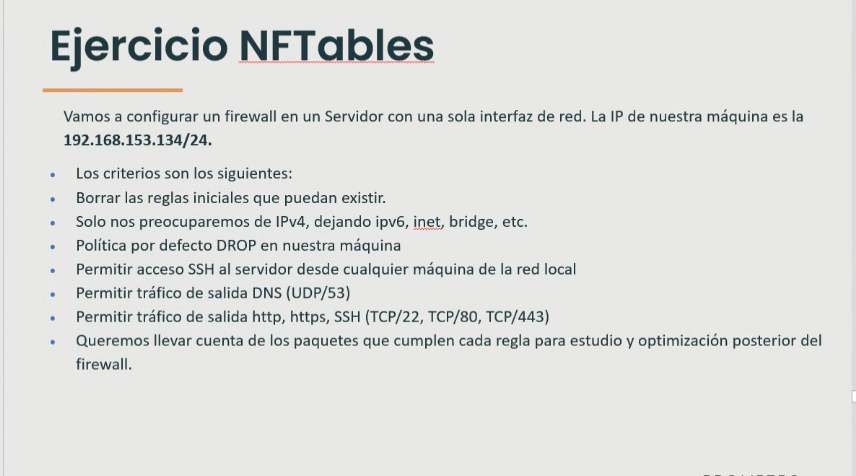 Ejercicio NFTables
Vamos a configurar un firewall en un Servidor con una sola interfaz de red. La IP de nuestra máquina es la
192.168.153.134/24.
• Los criterios son los siguientes:
• Borrar las reglas iniciales que puedan existir.
• Solo nos preocuparemos de IPv4, dejando ipv6, inet, bridge, etc.
• Política por defecto DROP en nuestra máquina
• Permitir acceso SSH al servidor desde cualquier máquina de la red local
• Permitir tráfico de salida DNS (UDP/53)
• Permitir tráfico de salida http, https, SSH (TCP/22, TCP/80, TCP/443)
• Queremos llevar cuenta de los paquetes que cumplen cada regla para estudio y optimización posterior del
firewall.